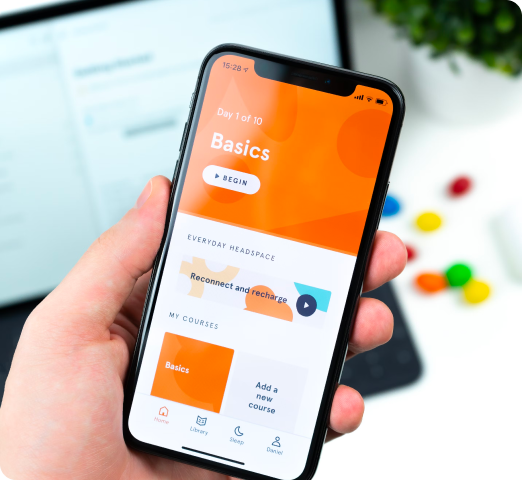 15:28
Day 1 of 10
Basics
BEGIN
EVERYDAY HEADSPACE
Reconnect and recharge
MY COURSES
Basics
Add a
new
course
Home
Library
Sleep
Daniel